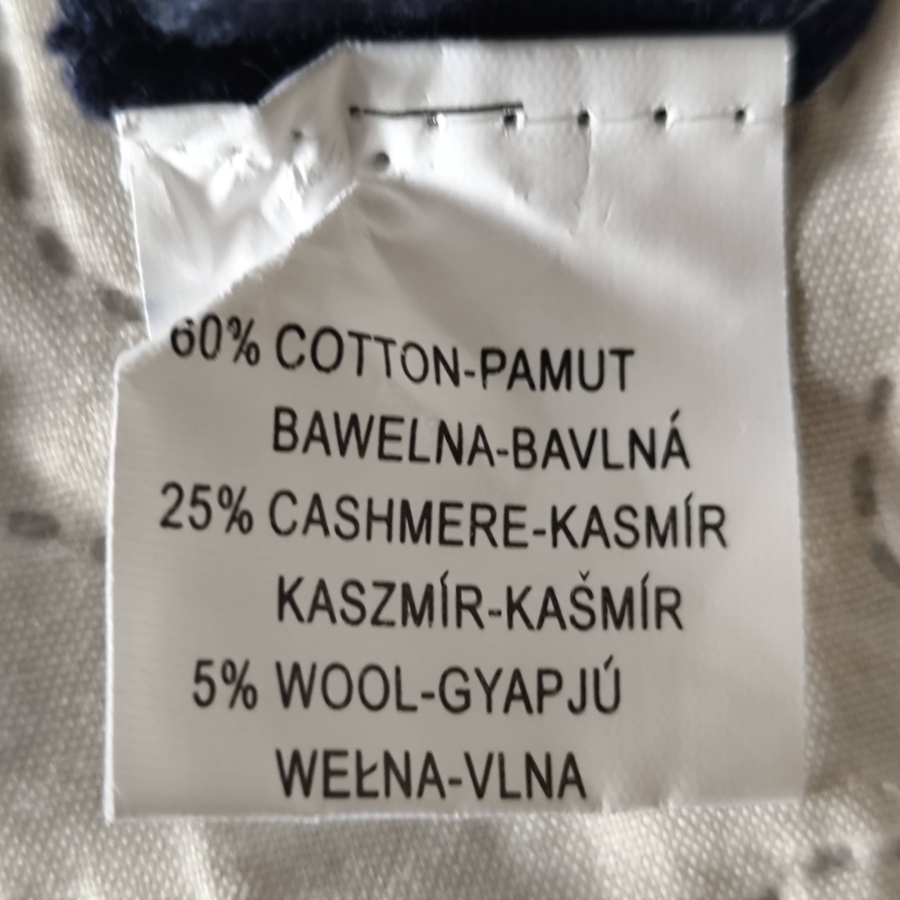 60% COTTON-PAMUT
BAWELNA-BAVLNÁ
25% CASHMERE-KASMÍR
KASZMÍR-KAŠMÍR
5% WOOL-GYAPJÚ
WEŁNA-VLNA